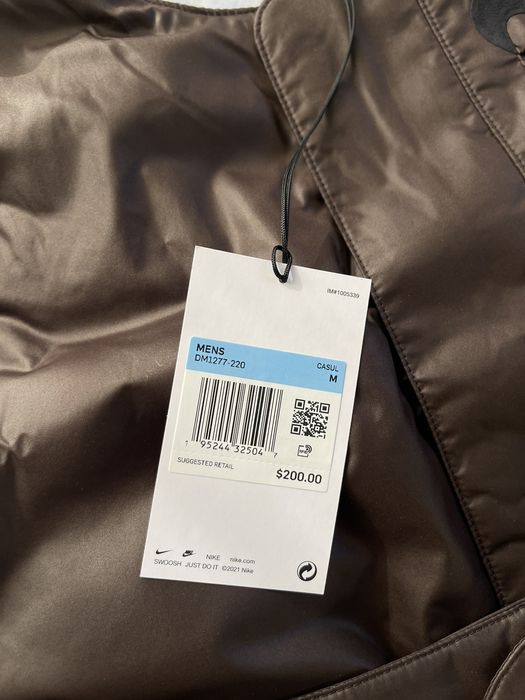 IM#1005339
MENS
DM1277-220
CASUL
M
1 95244 32504 7
RFID
SUGGESTED RETAIL
$200.00
NIKE nike.com
SWOOSH JUST DO IT ©2021 Nike